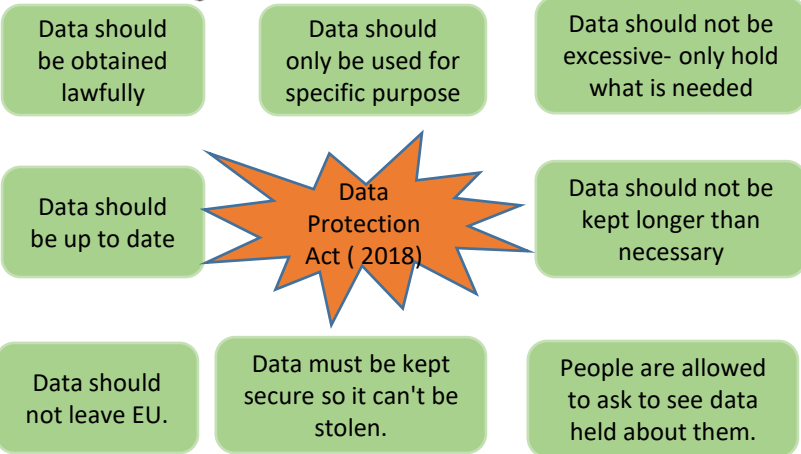 Data should
be obtained
lawfully
Data should
only be used for
specific purpose
Data should not be
excessive- only hold
what is needed
Data should
be up to date
Data
Protection
Act ( 2018)
Data should not be
kept longer than
necessary
Data should
not leave EU.
Data must be kept
secure so it can't be
stolen.
People are allowed
to ask to see data
held about them.